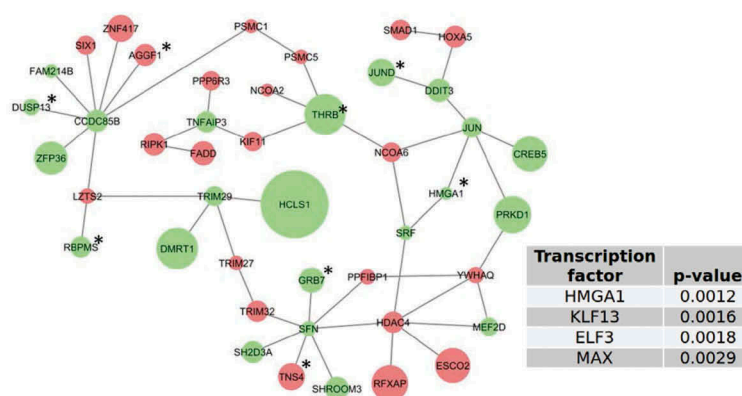 ZNF417
SIX1
AGGF1 *
FAM214B
DUSP13 *
CCDC85B
ZFP36
PSMC1
PSMC5
SMAD1
HOXA5
JUND *
DDIT3
PPP6R3
NCOA2
THRB *
TNFAIP3
RIPK1
FADD
KIF11
NCOA6
JUN
CREB5
LZTS2
TRIM29
HCLS1
HMGA1 *
PRKD1
SRF
RBPMS *
DMRT1
TRIM27
GRB7 *
PPFIBP1
YWHAQ
TRIM32
SFN
HDAC4
MEF2D
SH2D3A
TNS4 *
SHROOM3
RFXAP
ESCO2
Transcription
factor p-value
HMGA1 0.0012
KLF13 0.0016
ELF3 0.0018
MAX 0.0029